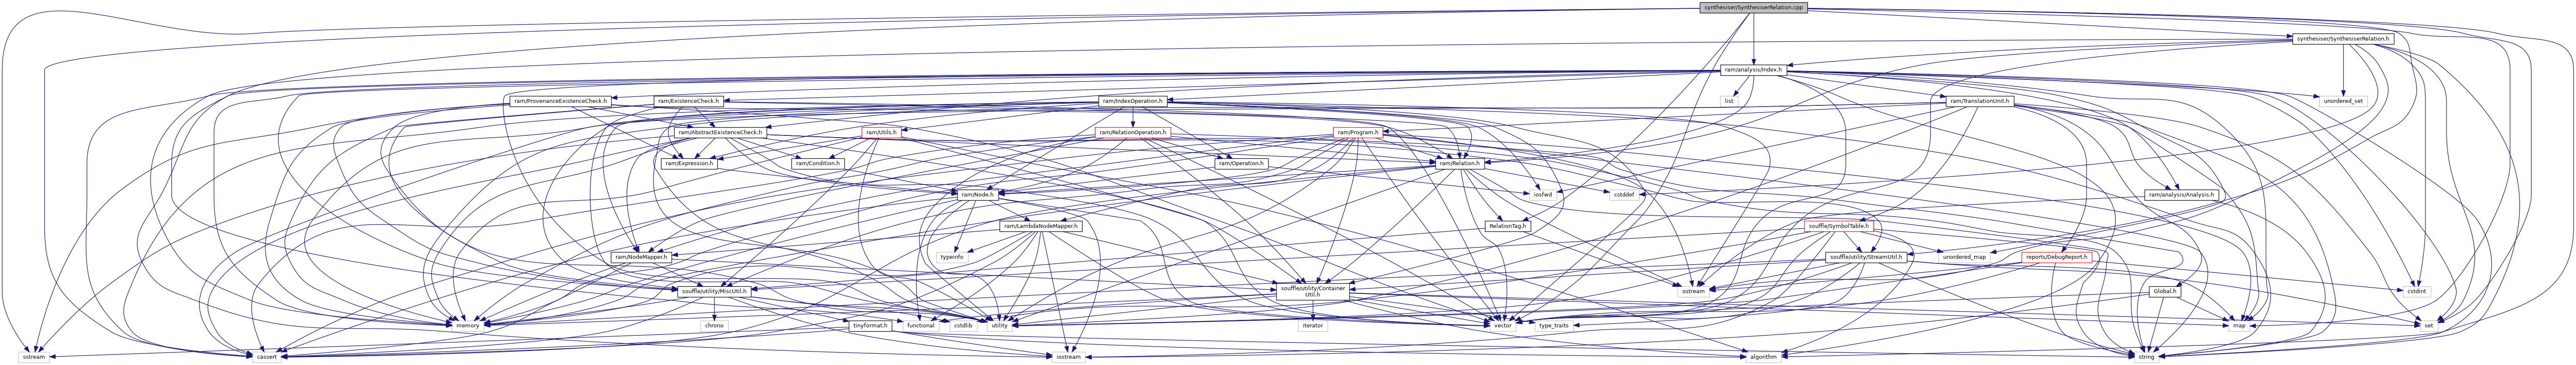 synthesiser/SynthesiserRelation.cpp
synthesiser/SynthesiserRelation.h
ram/analysis/Index.h
ram/ProvenanceExistenceCheck.h
ram/ExistenceCheck.h
ram/IndexOperation.h
list
ram/TranslationUnit.h
unordered_set
ram/AbstractExistenceCheck.h
ram/Utils.h
ram/RelationOperation.h
ram/Program.h
ram/Expression.h
ram/Condition.h
ram/Operation.h
ram/Relation.h
ram/Node.h
iosfwd
cstddef
ram/analysis/Analysis.h
ram/LambdaNodeMapper.h
RelationTag.h
souffle/SymbolTable.h
ram/NodeMapper.h
typeinfo
souffle/utility/StreamUtil.h
unordered_map
reports/DebugReport.h
souffle/utility/MiscUtil.h
souffle/utility/Container
Util.h
ostream
Global.h
cstdint
memory
chrono
tinyformat.h
functional
cstdlib
utility
iterator
vector
type_traits
map
set
sstream
cassert
iostream
algorithm
string